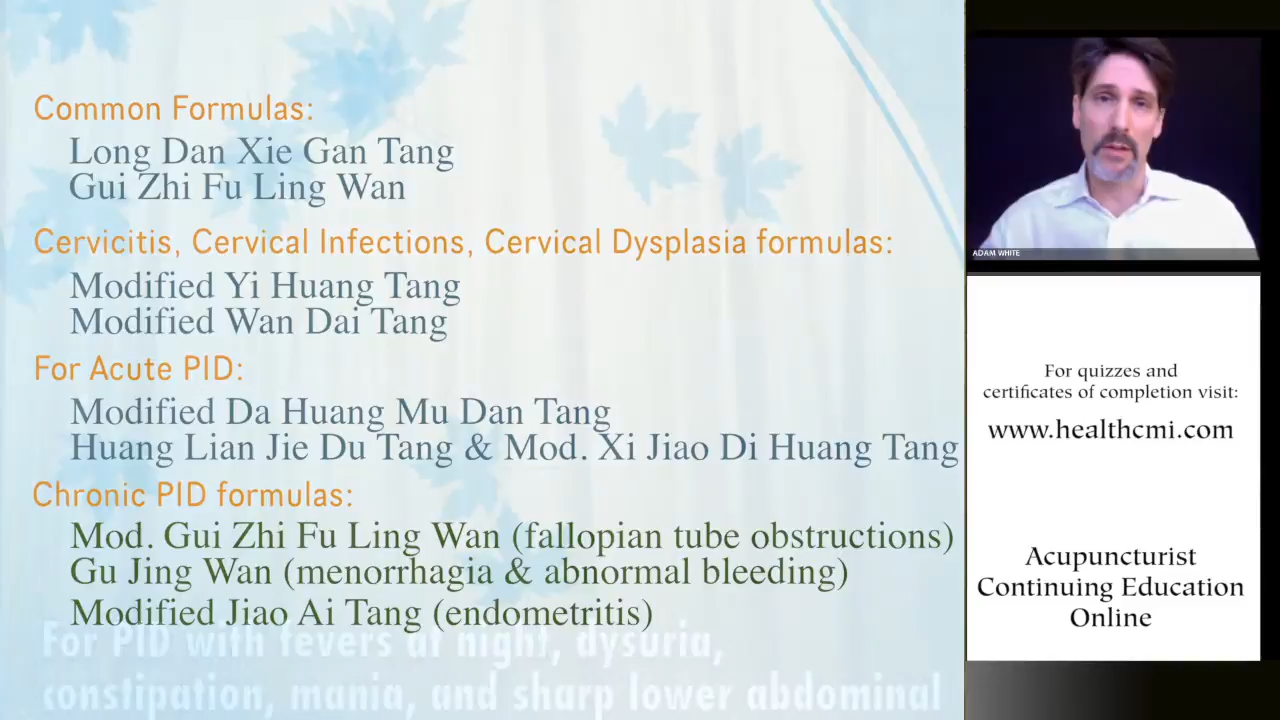 Common Formulas:
Long Dan Xie Gan Tang
Gui Zhi Fu Ling Wan
Cervicitis, Cervical Infections, Cervical Dysplasia formulas:
Modified Yi Huang Tang
Modified Wan Dai Tang
For Acute PID:
Modified Da Huang Mu Dan Tang
Huang Lian Jie Du Tang & Mod. Xi Jiao Di Huang Tang
Chronic PID formulas:
Mod. Gui Zhi Fu Ling Wan (fallopian tube obstructions)
Gu Jing Wan (menorrhagia & abnormal bleeding)
Modified Jiao Ai Tang (endometritis)
For PID with fevers at night, dysuria,
constipation, mania, and sharp lower abdominal
ADAM WHITE
For quizzes and
certificates of completion visit:
www.healthcmi.com
Acupuncturist
Continuing Education
Online